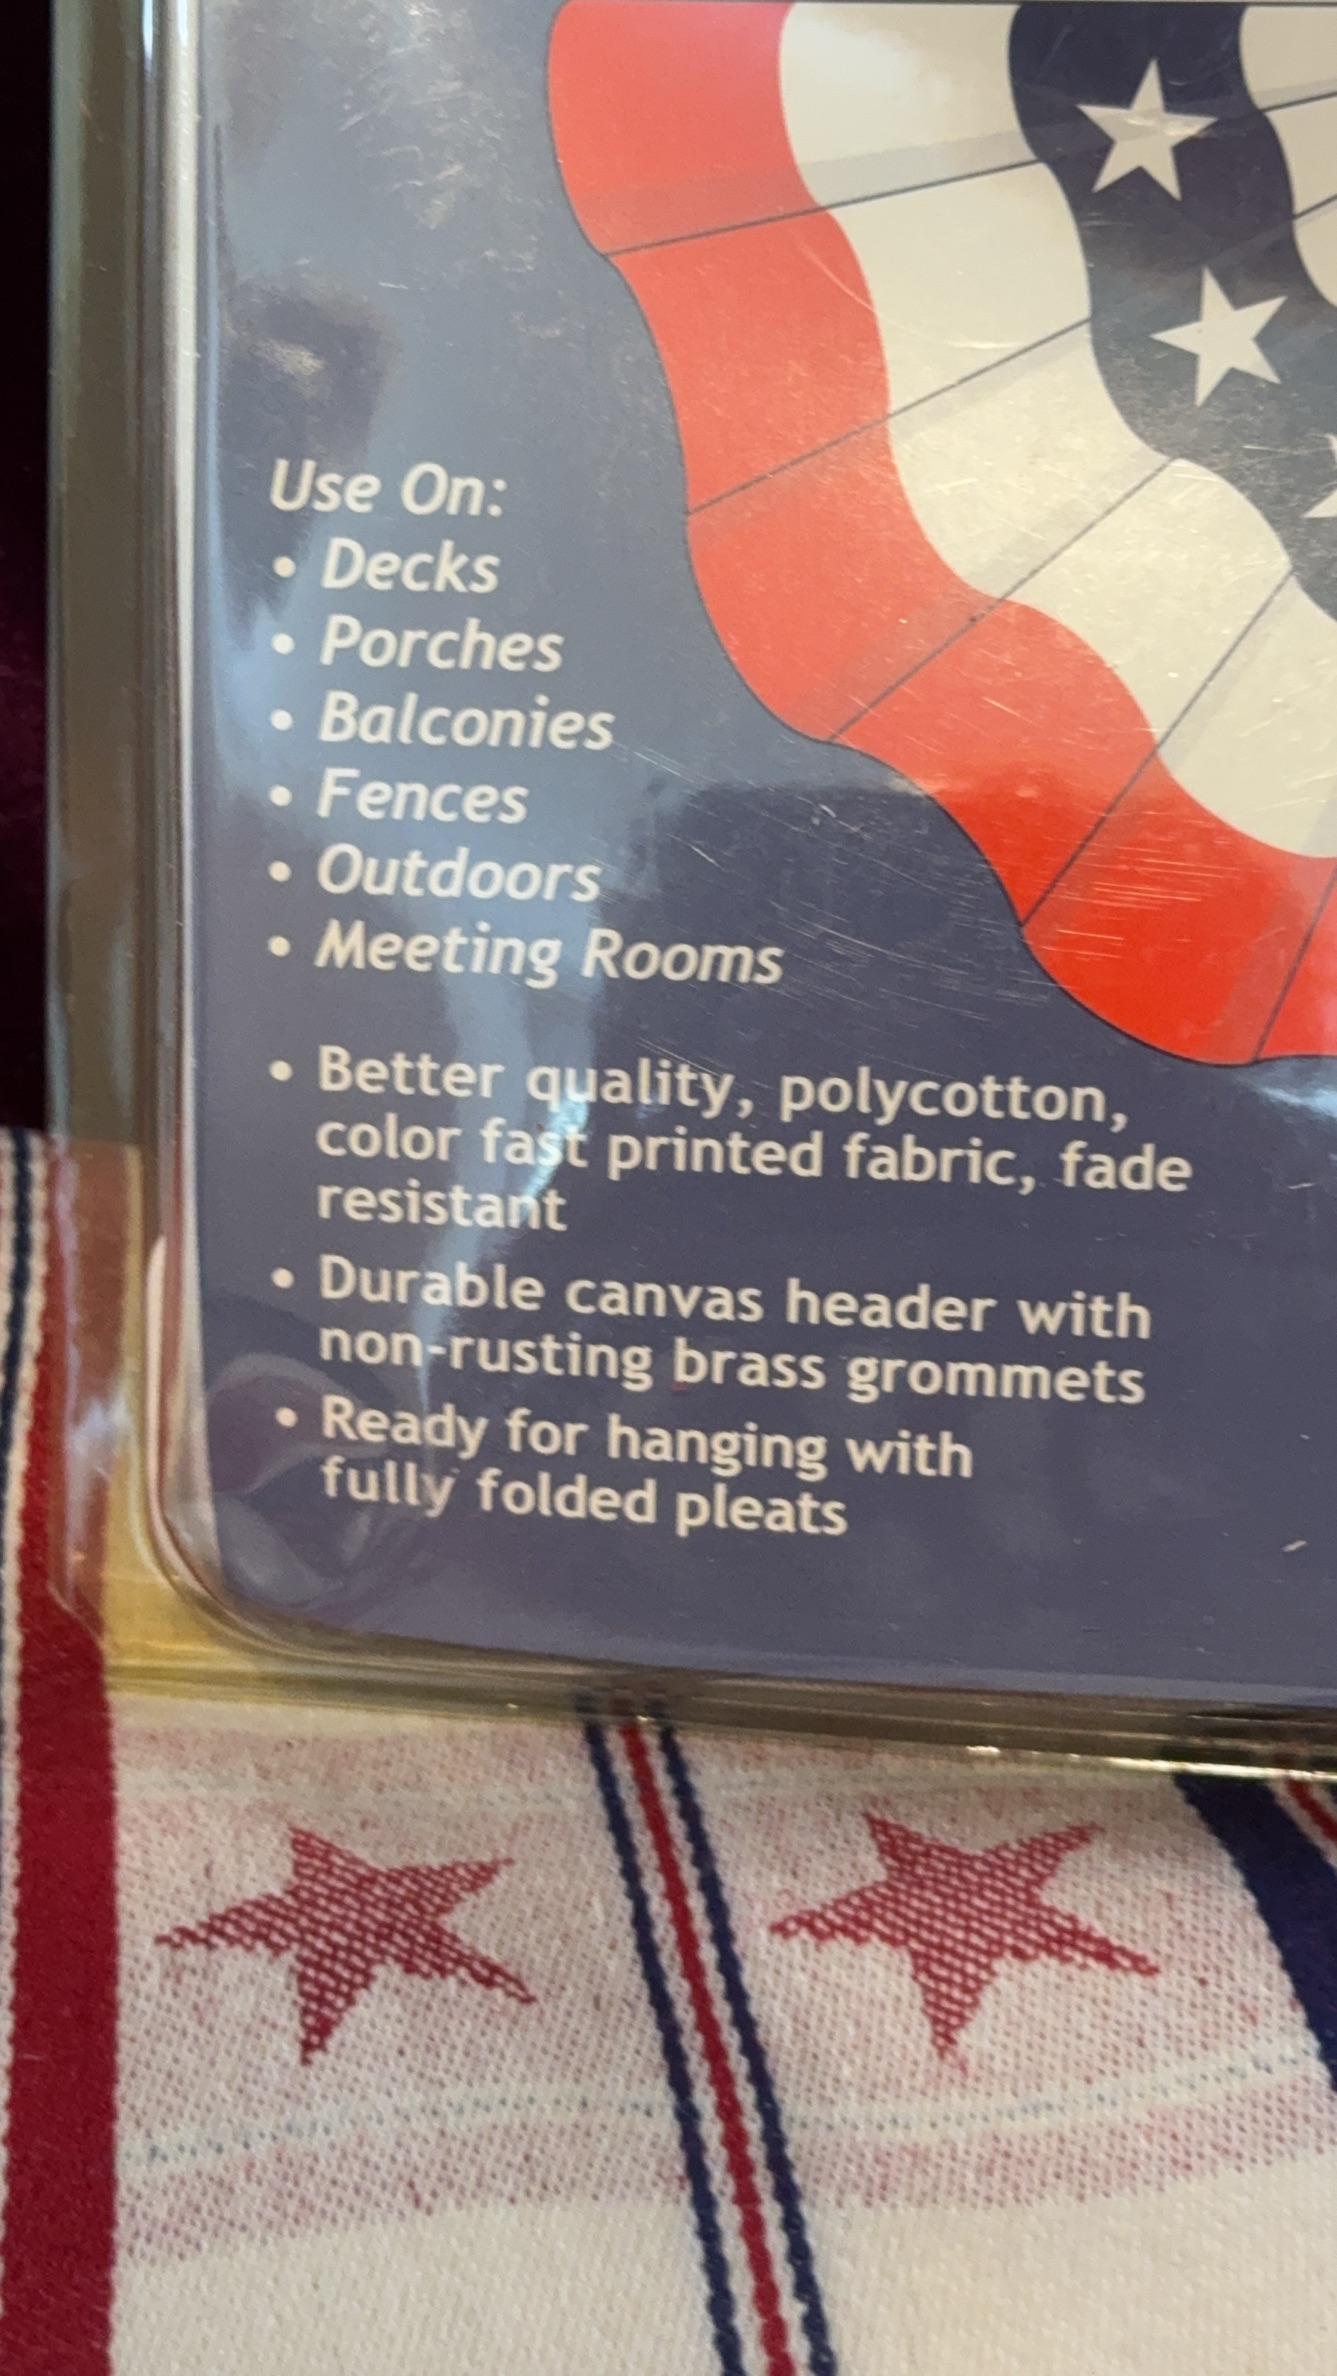 Use On:
• Decks
• Porches
• Balconies
• Fences
• Outdoors
• Meeting Rooms
• Better quality, polycotton,
color fast printed fabric, fade
resistant
• Durable canvas header with
non-rusting brass grommets
• Ready for hanging with
fully folded pleats